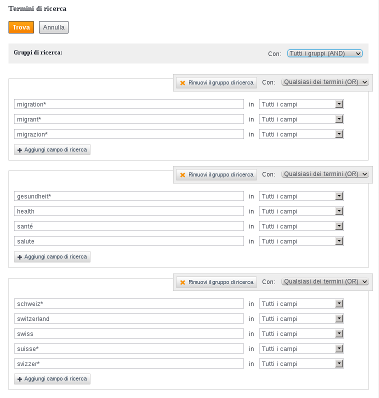 Termini di ricerca
Trova Annulla
Gruppi di ricerca: Con: Tutti i gruppi (AND)
Rimuovi il gruppo di ricerca Con: Qualsiasi dei termini (OR)
migration* in Tutti i campi
migrant* in Tutti i campi
migrazion* in Tutti i campi
Aggiungi campo di ricerca
Rimuovi il gruppo di ricerca Con: Qualsiasi dei termini (OR)
gesundheit* in Tutti i campi
health in Tutti i campi
santé in Tutti i campi
salute in Tutti i campi
Aggiungi campo di ricerca
Rimuovi il gruppo di ricerca Con: Qualsiasi dei termini (OR)
schweiz* in Tutti i campi
switzerland in Tutti i campi
swiss in Tutti i campi
suisse* in Tutti i campi
svizzer* in Tutti i campi
Aggiungi campo di ricerca